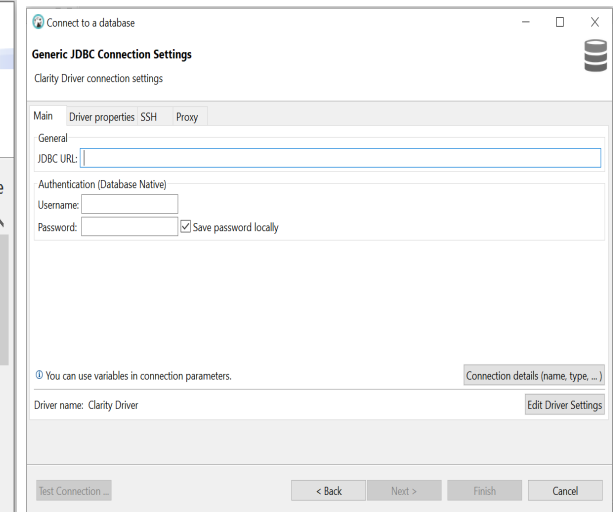 Connect to a database
Generic JDBC Connection Settings
Clarity Driver connection settings
Main Driver properties SSH Proxy
General
JDBC URL:
Authentication (Database Native)
Username:
Password: Save password locally
You can use variables in connection parameters. Connection details (name, type, ... )
Driver name: Clarity Driver Edit Driver Settings
Test Connection ... < Back Next > Finish Cancel